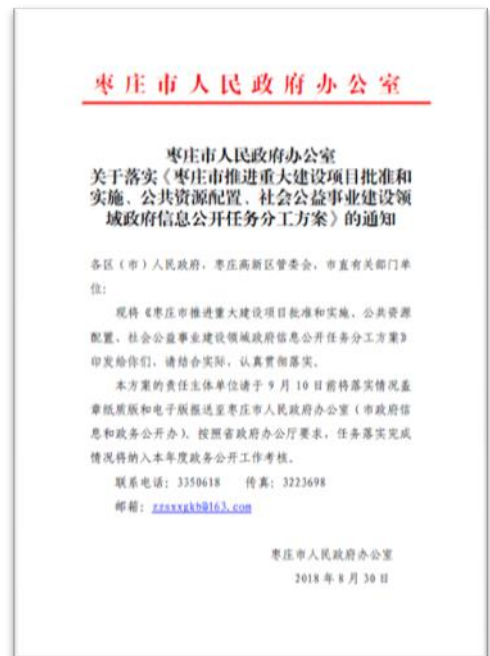 枣庄市人民政府办公室
枣庄市人民政府办公室
关于落实《枣庄市推进重大建设项目批准和
实施、公共资源配置、社会公益事业建设领
域政府信息公开任务分工方案》的通知
各区（市）人民政府，枣庄高新区管委会，市直有关部门单
位：
现将《枣庄市推进重大建设项目批准和实施、公共资源
配置、社会公益事业建设领域政府信息公开任务分工方案》
印发给你们，请结合实际，认真贯彻落实。
本方案的责任主体单位请于 9 月 10 日前将落实情况盖
章纸质版和电子版报送至枣庄市人民政府办公室（市政府信
息和政务公开办）。按照省政府办公厅要求，任务落实完成
情况将纳入本年度政务公开工作考核。
联系电话：3350618 传真：3223698
邮箱：zzsxxgkb@163.com
枣庄市人民政府办公室
2018 年 8 月 30 日